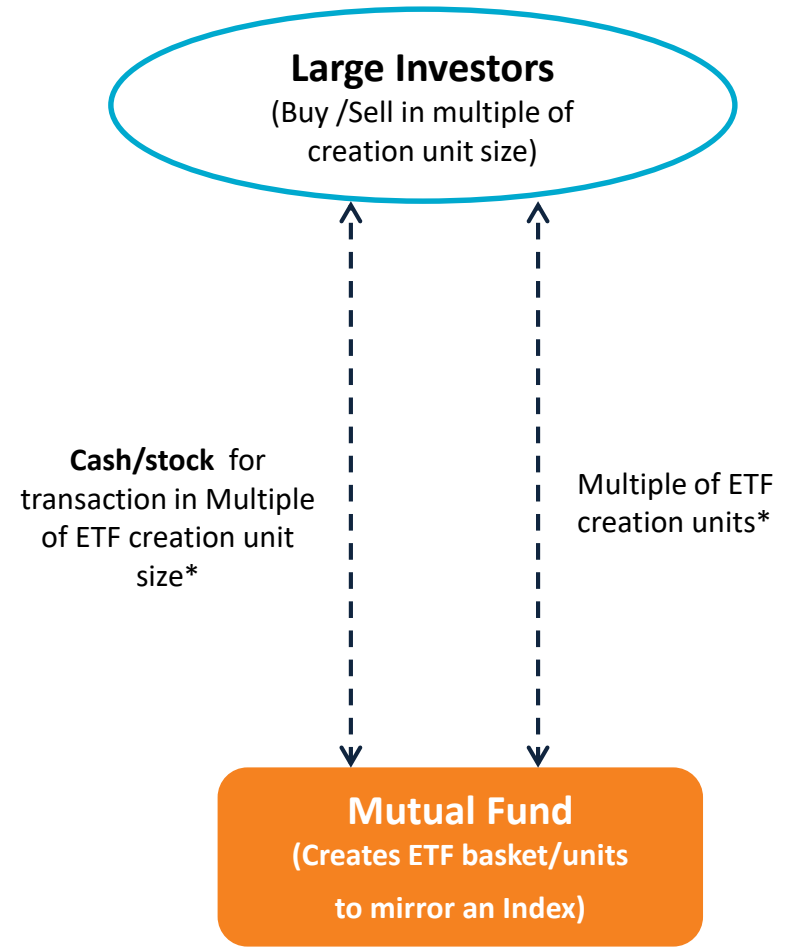 Large Investors
(Buy /Sell in multiple of
creation unit size)
Cash/stock for
transaction in Multiple
of ETF creation unit
size*
Multiple of ETF
creation units*
Mutual Fund
(Creates ETF basket/units
to mirror an Index)